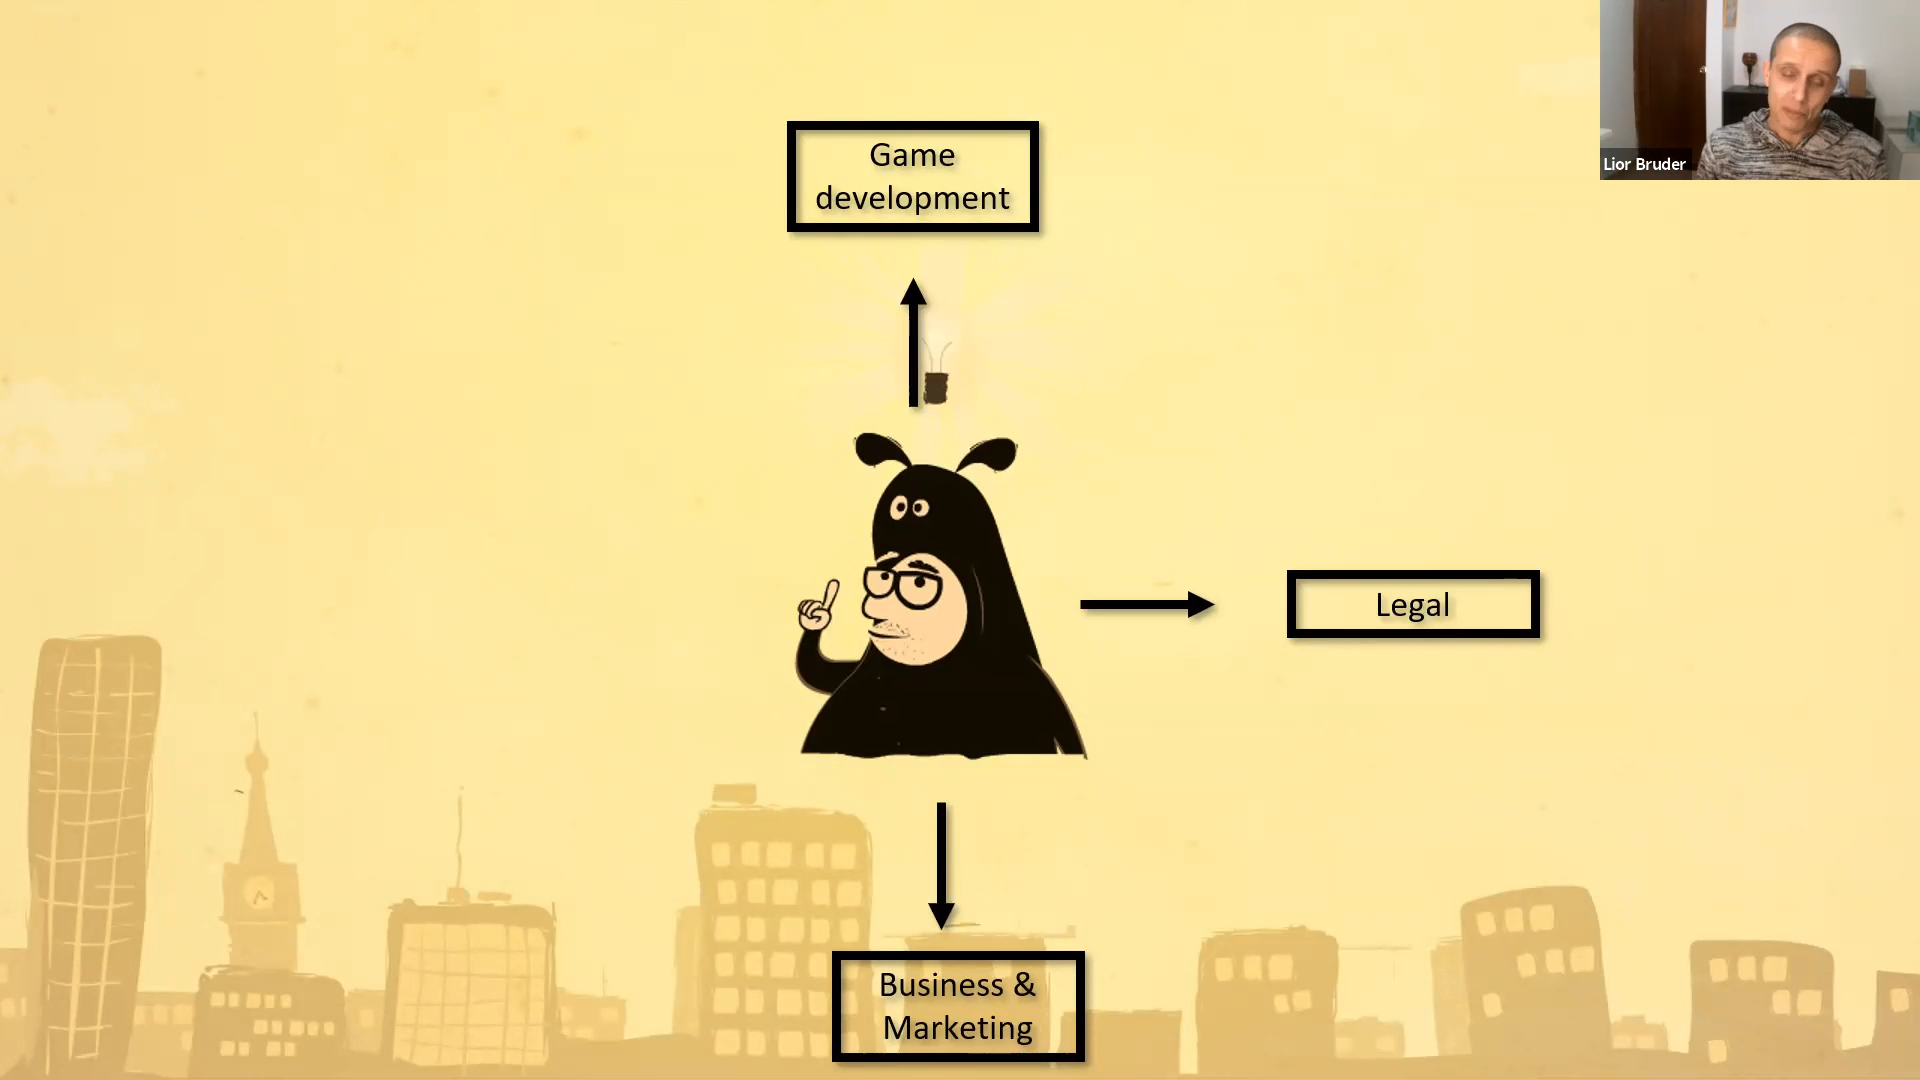 Game
development
Lior Bruder
Legal
Business &
Marketing